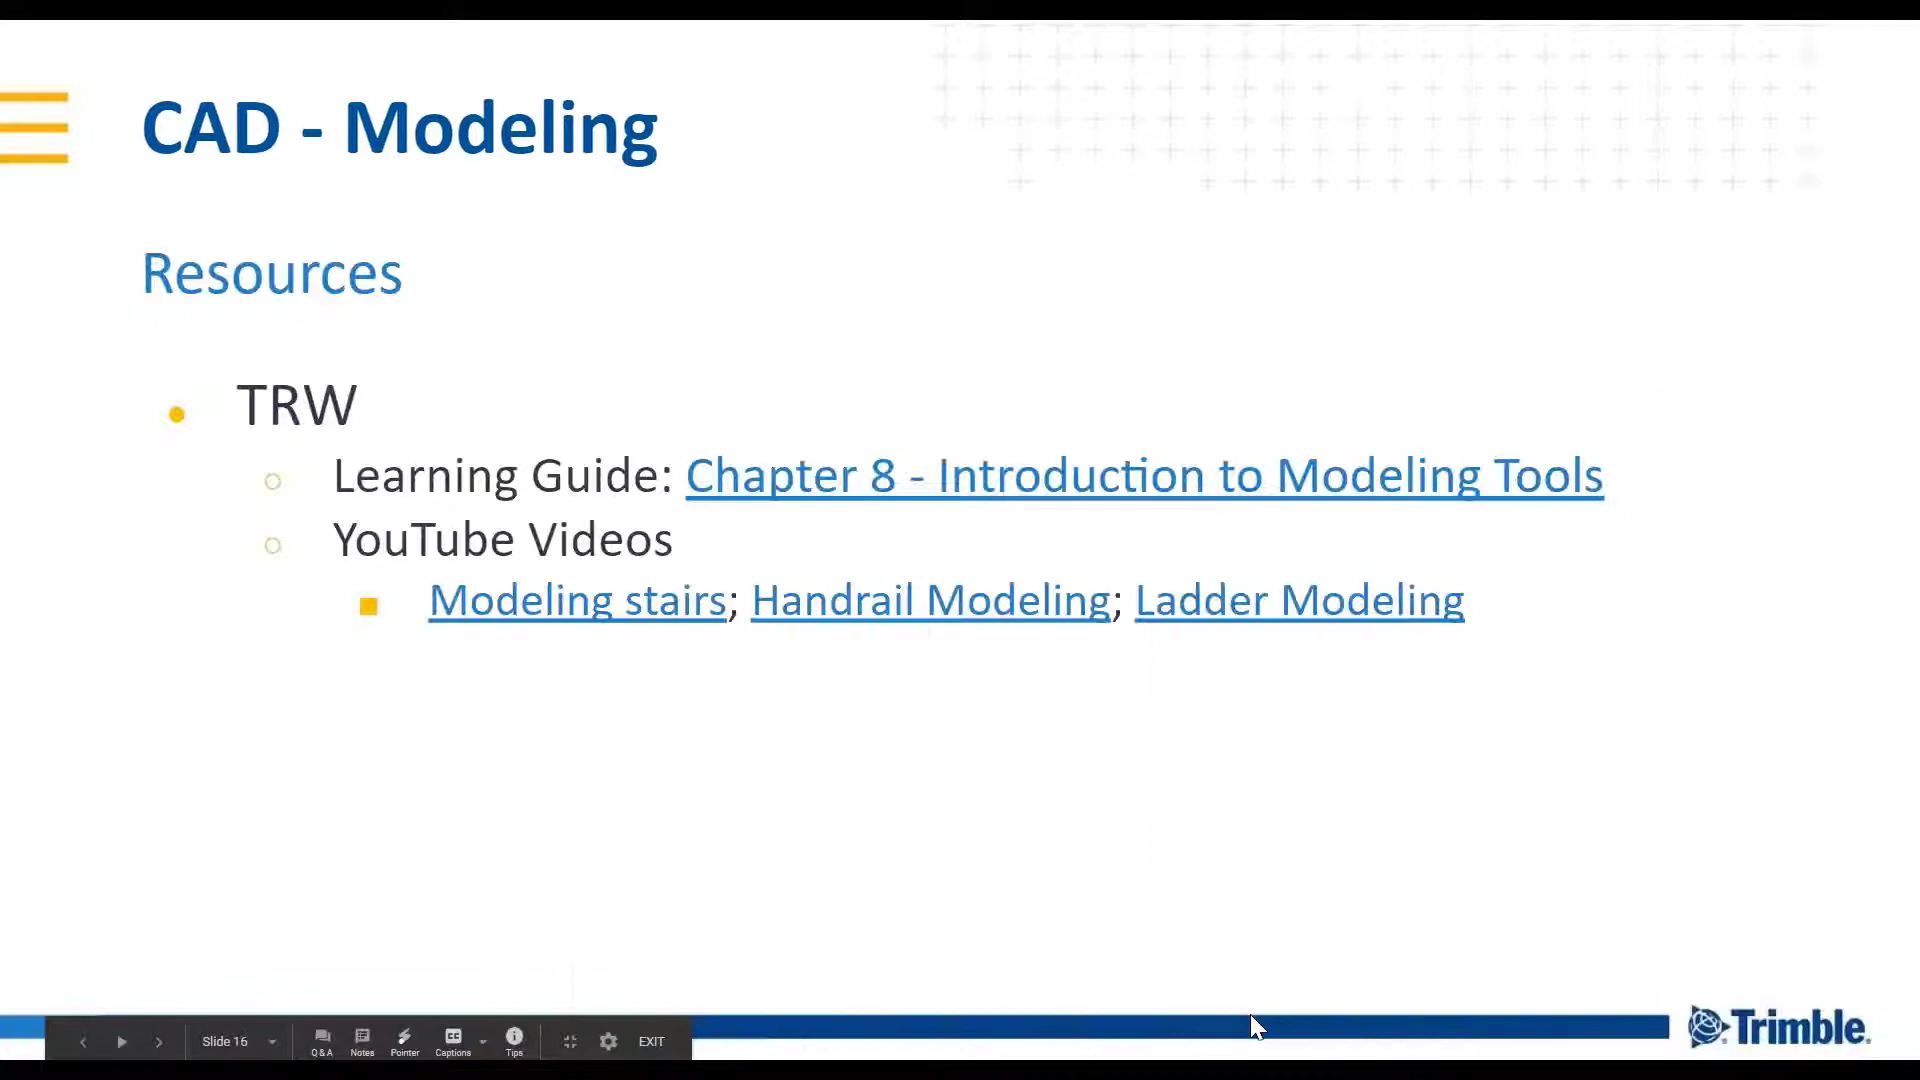 CAD - Modeling
Resources
TRW
Learning Guide: Chapter 8 - Introduction to Modeling Tools
YouTube Videos
Modeling stairs; Handrail Modeling; Ladder Modeling
Slide 16
Q & A
Notes
Pointer
CC
Captions
Tips
EXIT
Trimble.